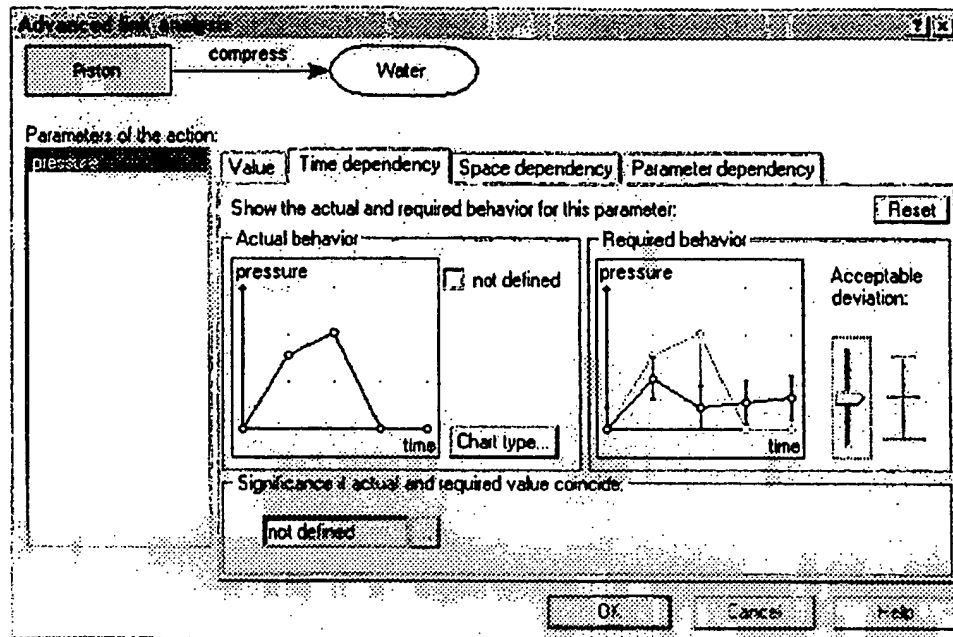 Advanced link analysis
? X
compress
Piston
Water
Parameters of the action:
pressure
Value
Time dependency
Space dependency
Parameter dependency
Show the actual and required behavior for this parameter:
Reset
Actual behavior
pressure
time
not defined
Chart type...
Required behavior
pressure
time
Acceptable
deviation:
Significance if actual and required value coincide:
not defined
OK
Cancel
Help